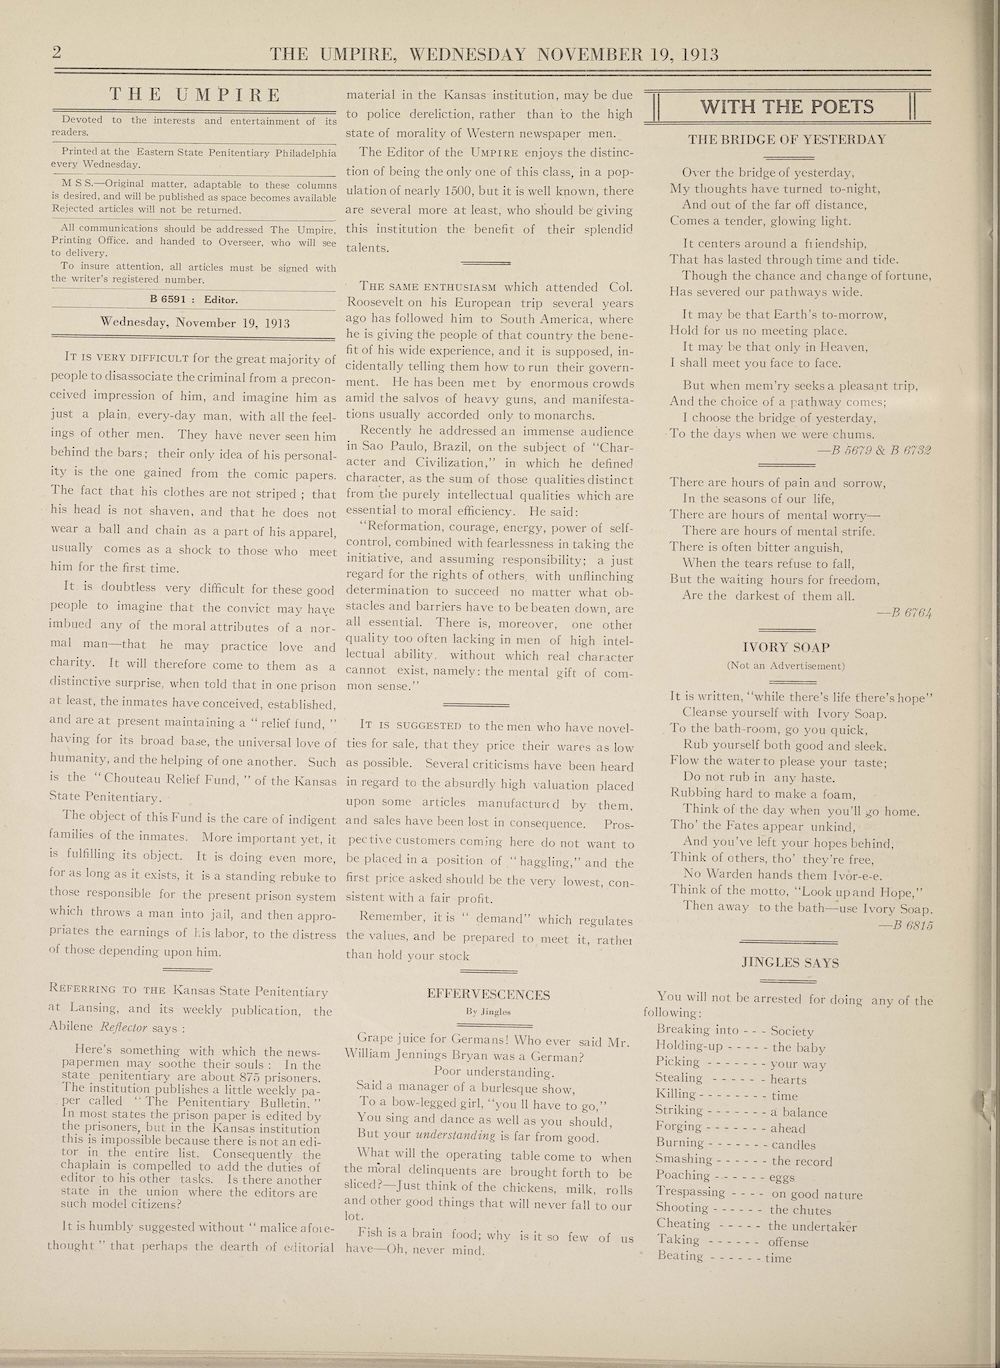 2
THE UMPIRE, WEDNESDAY NOVEMBER 19, 1913
THE UMPIRE
Devoted to the interests and entertainment of its
readers.
Printed at the Eastern State Penitentiary Philadelphia
every Wednesday.
M S S.—Original matter, adaptable to these columns
is desired, and will be published as space becomes available
Rejected articles will not be returned.
All communications should be addressed The Umpire,
Printing Office. and handed to Overseer, who will see
to delivery.
To insure attention, all articles must be signed with
the writer's registered number.
B 6591 : Editor.
Wednesday, November 19, 1913
IT IS VERY DIFFICULT for the great majority of
people to disassociate the criminal from a precon-
ceived impression of him, and imagine him as
just a plain, every-day man, with all the feel-
ings of other men. They have never seen him
behind the bars; their only idea of his personal-
ity is the one gained from the comic papers.
The fact that his clothes are not striped ; that
his head is not shaven, and that he does not
wear a ball and chain as a part of his apparel,
usually comes as a shock to those who meet
him for the first time.
It is doubtless very difficult for these good
people to imagine that the convict may have
imbued any of the moral attributes of a nor-
mal man—that he may practice love and
charity. It will therefore come to them as a
distinctive surprise, when told that in one prison
at least, the inmates have conceived, established,
and are at present maintaining a " relief fund, "
having for its broad base, the universal love of
humanity, and the helping of one another. Such
is the " Chouteau Relief Fund, " of the Kansas
State Penitentiary.
The object of this Fund is the care of indigent
families of the inmates. More important yet, it
is fulfilling its object. It is doing even more,
for as long as it exists, it is a standing rebuke to
those responsible for the present prison system
which throws a man into jail, and then appro-
priates the earnings of his labor, to the distress
of those depending upon him.
REFERRING TO THE Kansas State Penitentiary
at Lansing, and its weekly publication, the
Abilene Reflector says :
Here's something with which the news-
papermen may soothe their souls : In the
state penitentiary are about 875 prisoners.
The institution publishes a little weekly pa-
per called " The Penitentiary Bulletin. "
In most states the prison paper is edited by
the prisoners, but in the Kansas institution
this is impossible because there is not an edi-
tor in the entire list. Consequently the
chaplain is compelled to add the duties of
editor to his other tasks. Is there another
state in the union where the editors are
such model citizens?
It is humbly suggested without " malice afore-
thought " that perhaps the dearth of editorial
material in the Kansas institution, may be due
to police dereliction, rather than to the high
state of morality of Western newspaper men.
The Editor of the UMPIRE enjoys the distinc-
tion of being the only one of this class, in a pop-
ulation of nearly 1500, but it is well known, there
are several more at least, who should be giving
this institution the benefit of their splendid
talents.
THE SAME ENTHUSIASM which attended Col.
Roosevelt on his European trip several years
ago has followed him to South America, where
he is giving the people of that country the bene-
fit of his wide experience, and it is supposed, in-
cidentally telling them how to run their govern-
ment. He has been met by enormous crowds
amid the salvos of heavy guns, and manifesta-
tions usually accorded only to monarchs.
Recently he addressed an immense audience
in Sao Paulo, Brazil, on the subject of "Char-
acter and Civilization," in which he defined
character, as the sum of those qualities distinct
from the purely intellectual qualities which are
essential to moral efficiency. He said:
"Reformation, courage, energy, power of self-
control, combined with fearlessness in taking the
initiative, and assuming responsibility; a just
regard for the rights of others, with unflinching
determination to succeed no matter what ob-
stacles and barriers have to be beaten down, are
all essential. There is, moreover, one other
quality too often lacking in men of high intel-
lectual ability, without which real character
cannot exist, namely: the mental gift of com-
mon sense."
IT IS SUGGESTED to the men who have novel-
ties for sale, that they price their wares as low
as possible. Several criticisms have been heard
in regard to the absurdly high valuation placed
upon some articles manufactured by them,
and sales have been lost in consequence. Pros-
pective customers coming here do not want to
be placed in a position of " haggling," and the
first price asked should be the very lowest, con-
sistent with a fair profit.
Remember, it is " demand" which regulates
the values, and be prepared to meet it, rather
than hold your stock
EFFERVESCENCES
By Jingles
Grape juice for Germans! Who ever said Mr.
William Jennings Bryan was a German?
Poor understanding.
Said a manager of a burlesque show,
To a bow-legged girl, "you ll have to go,"
You sing and dance as well as you should,
But your understanding is far from good.
What will the operating table come to when
the moral delinquents are brought forth to be
sliced?—Just think of the chickens, milk, rolls
and other good things that will never fall to our
lot.
Fish is a brain food; why is it so few of us
have—Oh, never mind.
WITH THE POETS
THE BRIDGE OF YESTERDAY
Over the bridge of yesterday,
My thoughts have turned to-night,
And out of the far off distance,
Comes a tender, glowing light.
It centers around a friendship,
That has lasted through time and tide.
Though the chance and change of fortune,
Has severed our pathways wide.
It may be that Earth's to-morrow,
Hold for us no meeting place.
It may be that only in Heaven,
I shall meet you face to face.
But when mem'ry seeks a pleasant trip,
And the choice of a pathway comes;
I choose the bridge of yesterday,
To the days when we were chums.
—B 5679 & B 6732
There are hours of pain and sorrow,
In the seasons of our life,
There are hours of mental worry—
There are hours of mental strife.
There is often bitter anguish,
When the tears refuse to fall,
But the waiting hours for freedom,
Are the darkest of them all.
—B 6764
IVORY SOAP
(Not an Advertisement)
It is written, "while there's life there's hope"
Cleanse yourself with Ivory Soap.
To the bath-room, go you quick,
Rub yourself both good and sleek.
Flow the water to please your taste;
Do not rub in any haste.
Rubbing hard to make a foam,
Think of the day when you'll go home.
Tho' the Fates appear unkind,
And you've left your hopes behind,
Think of others, tho' they're free,
No Warden hands them Ivor-e-e.
Think of the motto, "Look up and Hope,"
Then away to the bath—use Ivory Soap.
—B 6815
JINGLES SAYS
You will not be arrested for doing any of the
following:
Breaking into - - - Society
Holding-up - - - - - the baby
Picking - - - - - - - your way
Stealing - - - - - - hearts
Killing - - - - - - - - time
Striking - - - - - - - a balance
Forging - - - - - - - ahead
Burning - - - - - - - candles
Smashing - - - - - - the record
Poaching - - - - - - eggs
Trespassing - - - - on good nature
Shooting - - - - - - the chutes
Cheating - - - - - the undertaker
Taking - - - - - - offense
Beating - - - - - - time